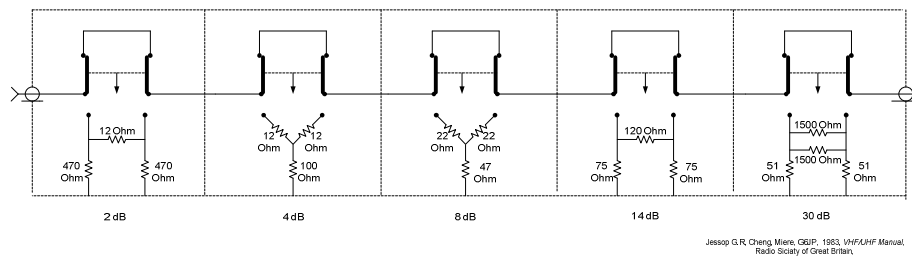 12 Ohm
470 Ohm
470 Ohm
12 Ohm
12 Ohm
100 Ohm
22 Ohm
22 Ohm
47 Ohm
120 Ohm
75 Ohm
75 Ohm
1500 Ohm
1500 Ohm
51 Ohm
51 Ohm
2 dB
4 dB
8 dB
14 dB
30 dB
Jessop G.R, Cheng, Miere, G6JP, 1983, VHF/UHF Manual,
Radio Siciaty of Great Britain,